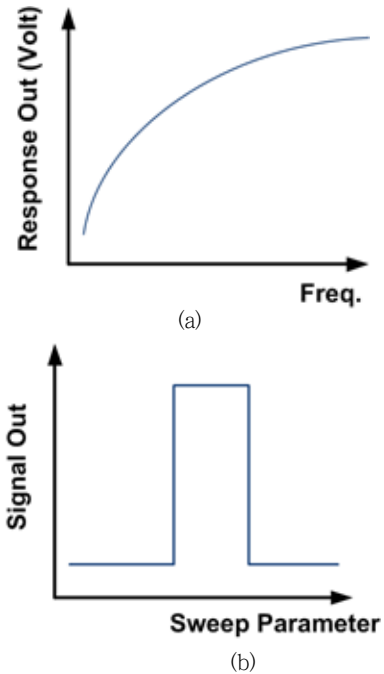 Response Out (Volt)
Freq.
(a)
Signal Out
Sweep Parameter
(b)